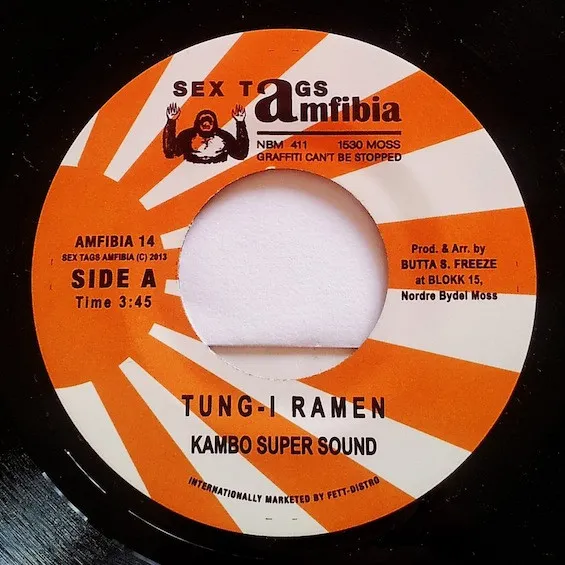 SEX TAGS
amfibia
NBM 411 1530 MOSS
GRAFFITI CAN'T BE STOPPED
AMFIBIA 14
SEX TAGS AMFIBIA (C) 2013
SIDE A
Time 3:45
Prod. & Arr. by
BUTTA S. FREEZE
at BLOKK 15,
Nordre Bydel Moss
TUNG-I RAMEN
KAMBO SUPER SOUND
INTERNATIONALLY MARKETED BY FETT-DISTRO